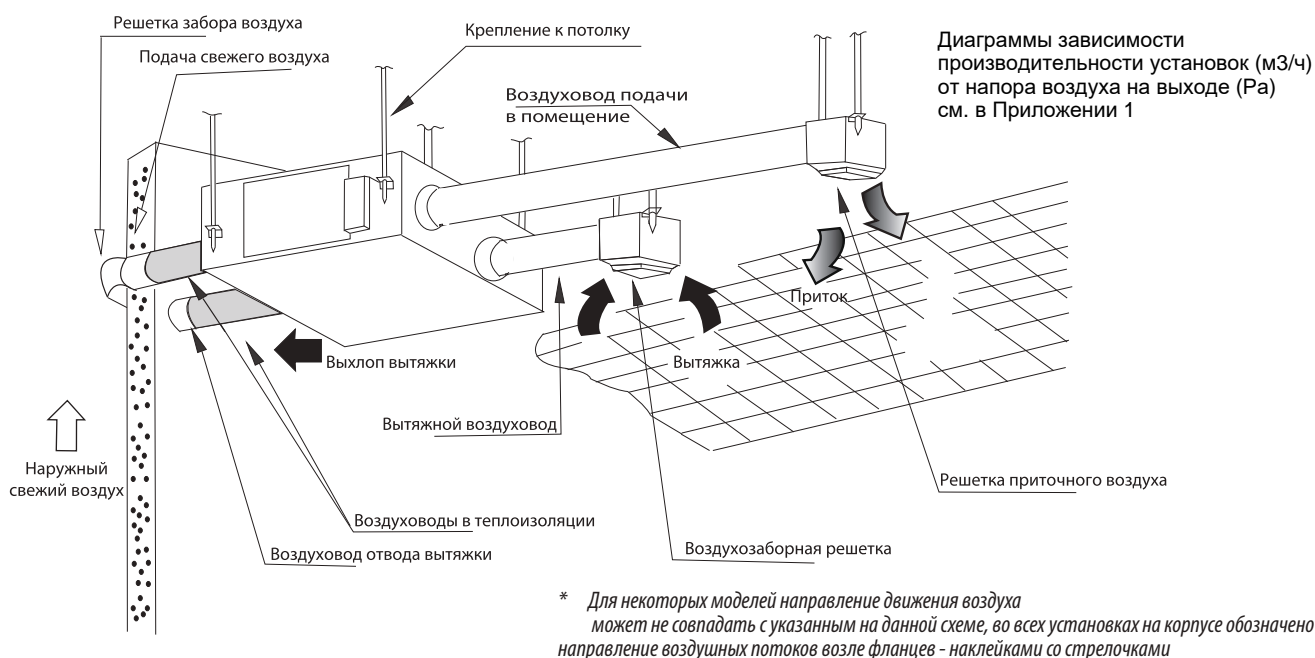 Решетка забора воздуха
Подача свежего воздуха
Крепление к потолку
Воздуховод подачи
в помещение
Диаграммы зависимости
производительности установок (м3/ч)
от напора воздуха на выходе (Pa)
см. в Приложении 1
Приток
Выхлоп вытяжки
Вытяжка
Вытяжной воздуховод
Наружный
свежий воздух
Решетка приточного воздуха
Воздуховоды в теплоизоляции
Воздуховод отвода вытяжки
Воздухозаборная решетка
* Для некоторых моделей направление движения воздуха
может не совпадать с указанным на данной схеме, во всех установках на корпусе обозначено
направление воздушных потоков возле фланцев - наклейками со стрелочками